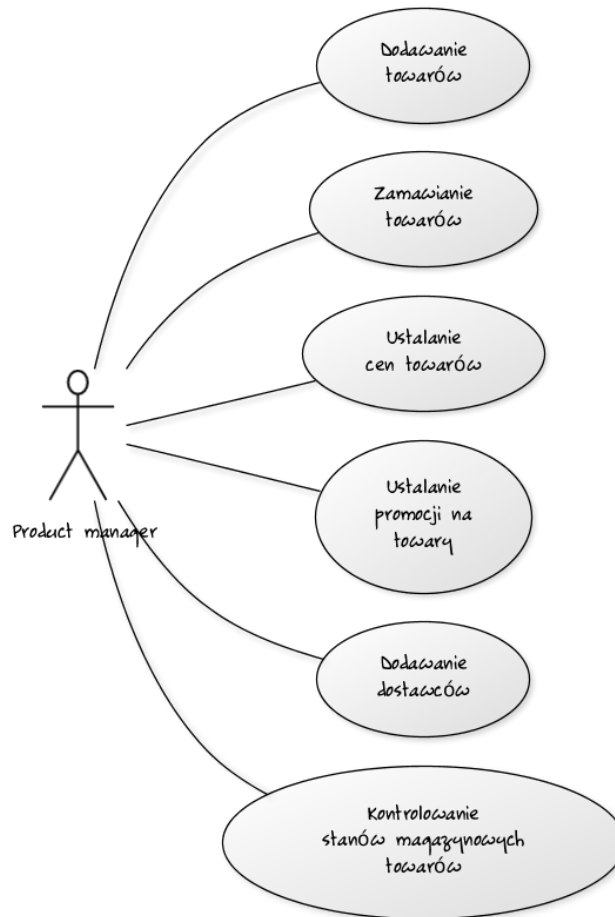 Dodawanie
towarów
Zamawianie
towarów
Ustalanie
cen towarów
Ustalanie
promocji na
towary
Product manager
Dodawanie
dostawców
Kontrolowanie
stanów magazynowych
towarów